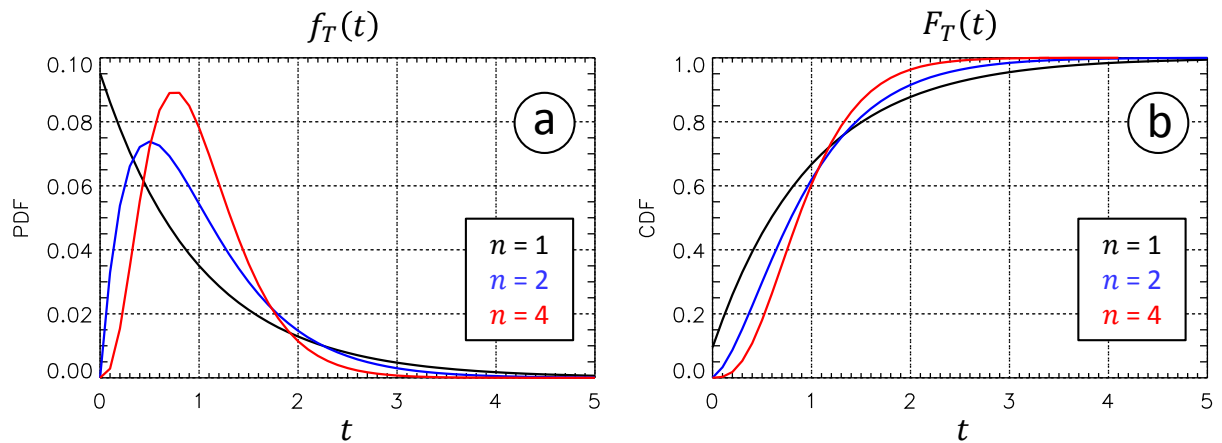 f_T(t)
0.10
0.08
0.06
0.04
0.02
0.00
PDF
a
n = 1
n = 2
n = 4
0 1 2 3 4 5
t
F_T(t)
1.0
0.8
0.6
0.4
0.2
0.0
CDF
b
n = 1
n = 2
n = 4
0 1 2 3 4 5
t